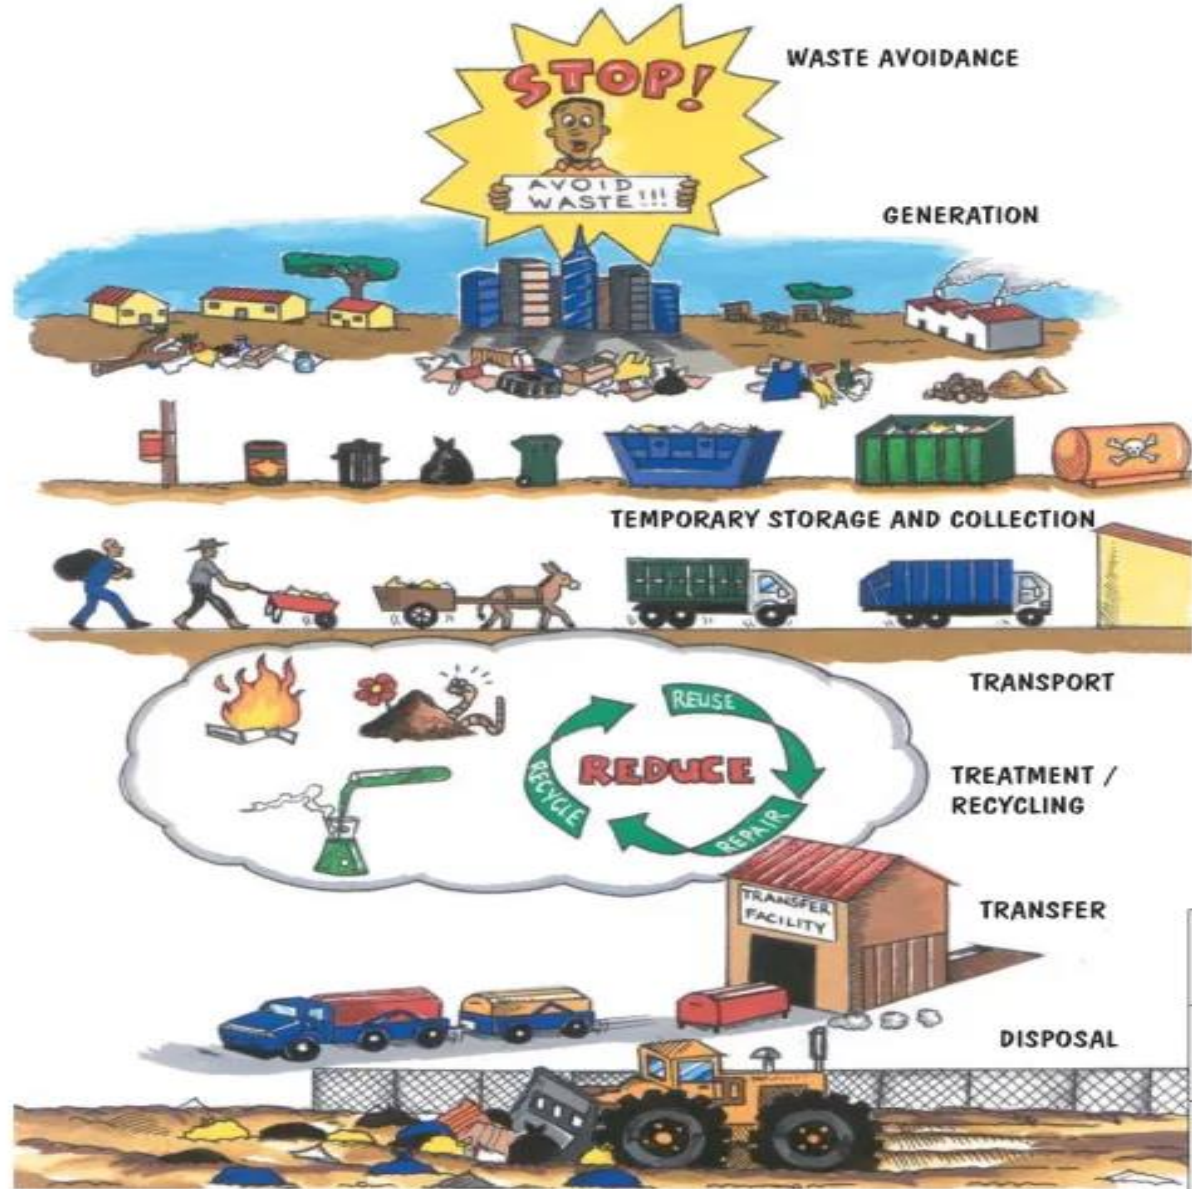 STOP!
WASTE AVOIDANCE
AVOID
WASTE!!!
GENERATION
TEMPORARY STORAGE AND COLLECTION
TRANSPORT
REUSE
REDUCE
RECYCLE
REPAIR
TREATMENT /
RECYCLING
TRANSFER
FACILITY
TRANSFER
DISPOSAL